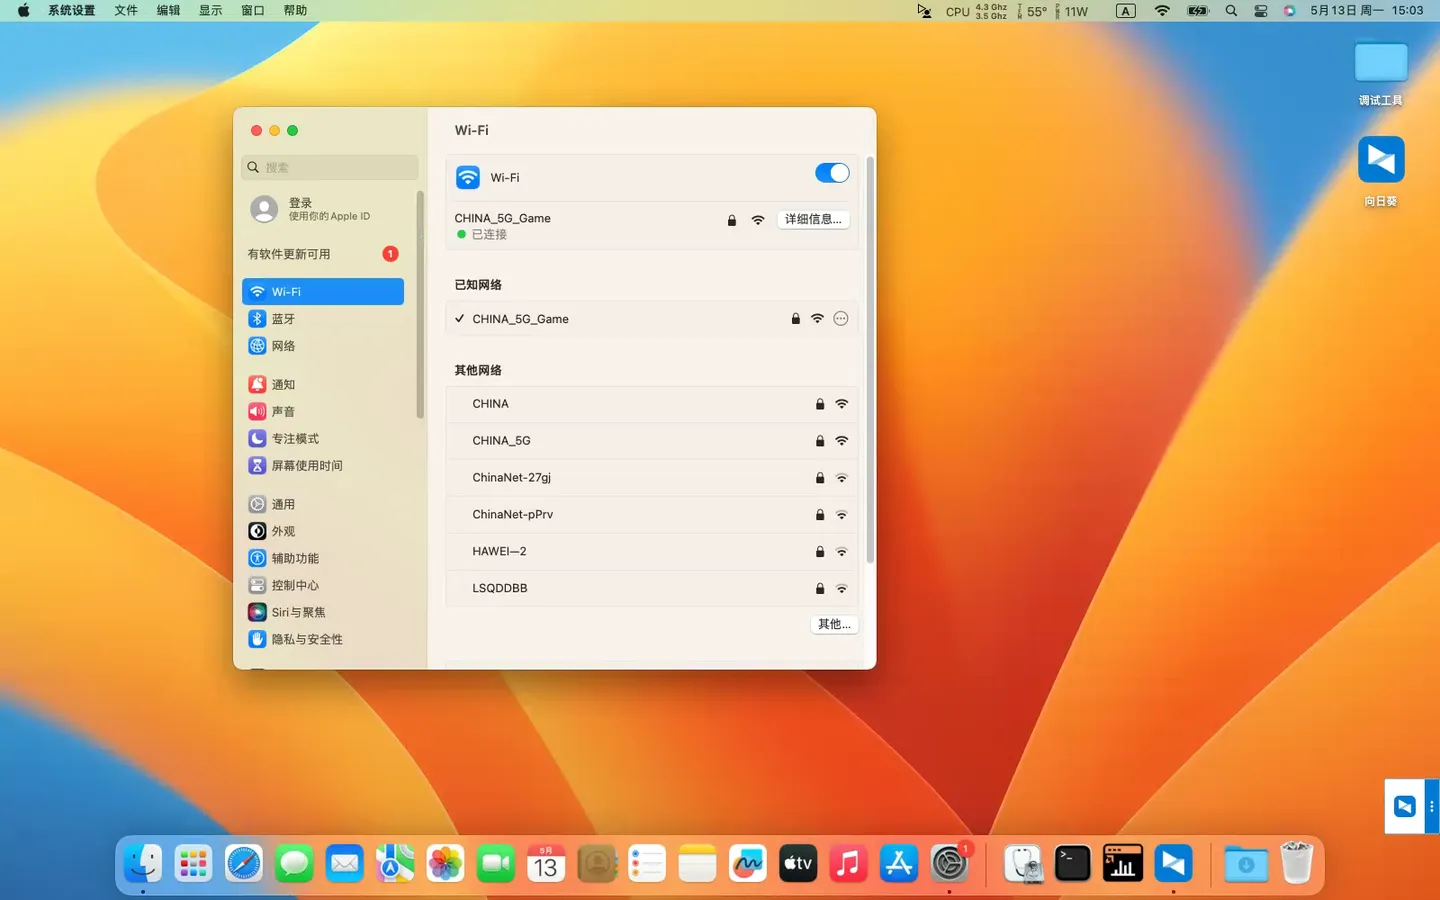 系统设置 文件 编辑 显示 窗口 帮助
CPU 4.3 Ghz 3.5 Ghz 55° 11W A 5月13日 周一 15:03
调试工具
向日葵
搜索
登录
使用你的 Apple ID
有软件更新可用 1
Wi-Fi
蓝牙
网络
通知
声音
专注模式
屏幕使用时间
通用
外观
辅助功能
控制中心
Siri与聚焦
隐私与安全性
Wi-Fi
Wi-Fi
CHINA_5G_Game
已连接
详细信息...
已知网络
CHINA_5G_Game
其他网络
CHINA
CHINA_5G
ChinaNet-27gj
ChinaNet-pPrv
HAWEI—2
LSQDDBB
其他...
5月
13
tv
1